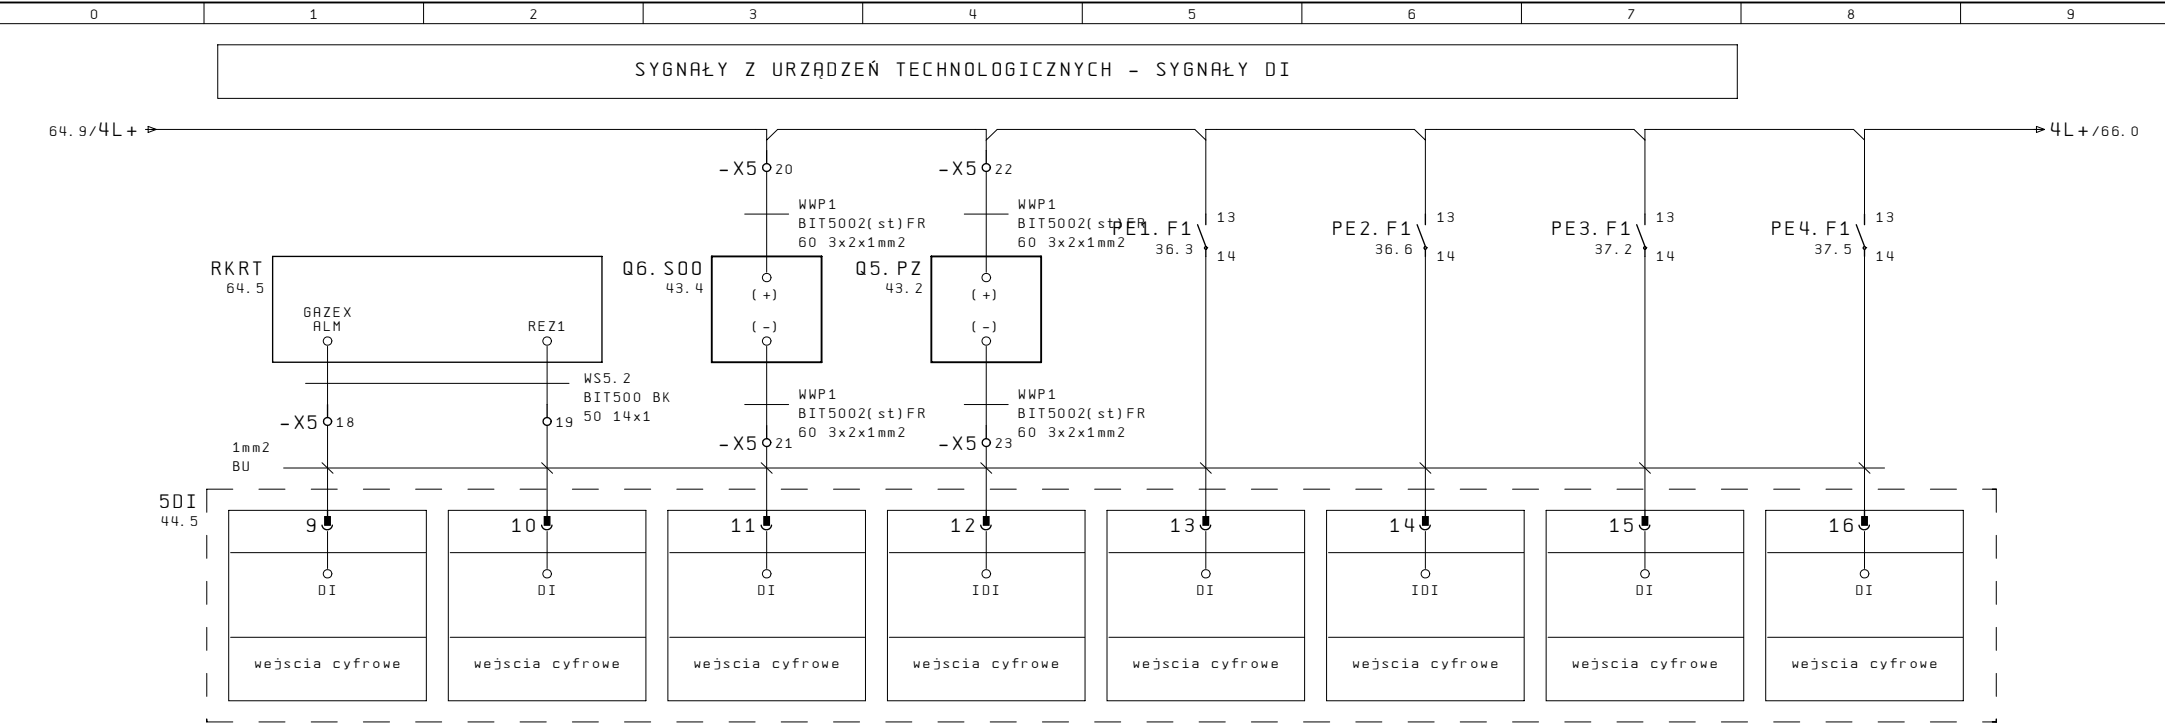 0 1 2 3 4 5 6 7 8 9
SYGNAŁY Z URZĄDZEŃ TECHNOLOGICZNYCH - SYGNAŁY DI
64.9/4L+
4L+/66.0
-X5 20
-X5 22
WWP1
BIT5002(st)FR
60 3x2x1mm2
WWP1
BIT5002(st)FR
60 3x2x1mm2
PE1.F1
36.3
13
14
PE2.F1
36.6
13
14
PE3.F1
37.2
13
14
PE4.F1
37.5
13
14
RKRT
64.5
GAZEX
ALM
REZ1
Q6.SOO
43.4
(+)
(-)
Q5.PZ
43.2
(+)
(-)
WS5.2
BIT500 BK
50 14x1
-X5 18
19
WWP1
BIT5002(st)FR
60 3x2x1mm2
-X5 21
WWP1
BIT5002(st)FR
60 3x2x1mm2
-X5 23
1mm2
BU
5DI
44.5
9 10 11 12 13 14 15 16
DI DI DI IDI DI IDI DI DI
wejscia cyfrowe wejscia cyfrowe wejscia cyfrowe wejscia cyfrowe wejscia cyfrowe wejscia cyfrowe wejscia cyfrowe wejscia cyfrowe